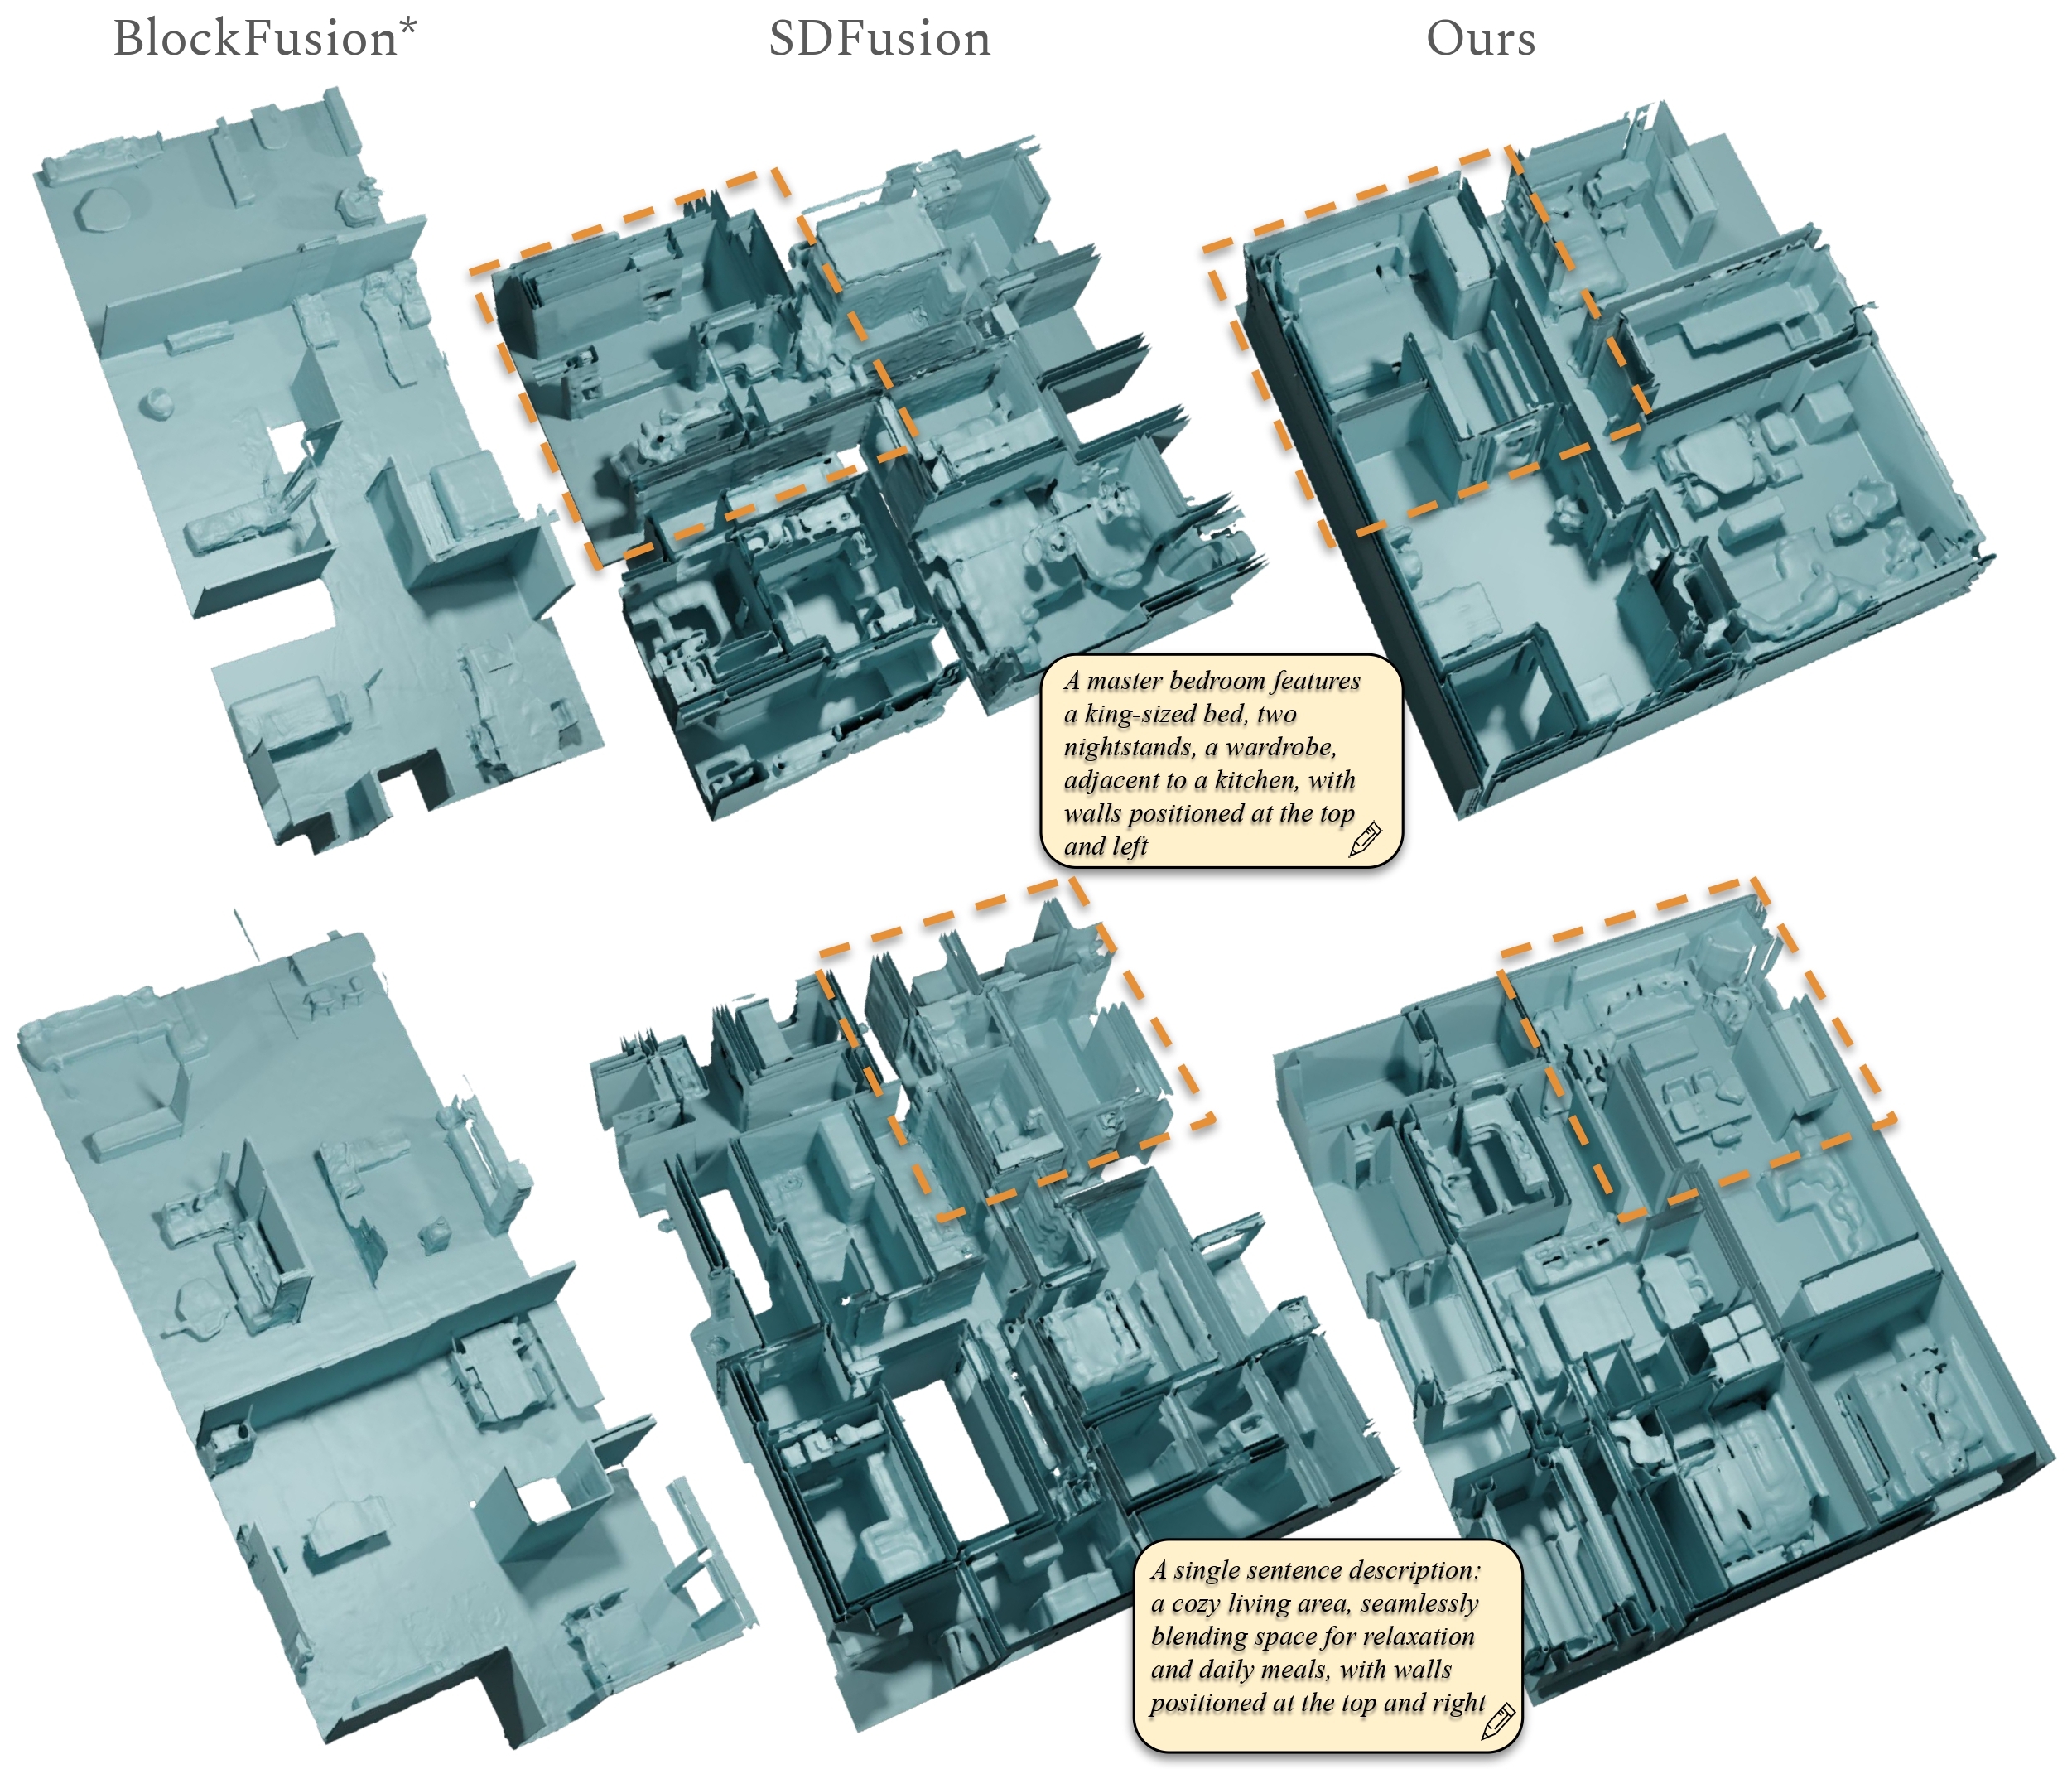 BlockFusion*
SDFusion
Ours
A master bedroom features
a king-sized bed, two
nightstands, a wardrobe,
adjacent to a kitchen, with
walls positioned at the top
and left
A single sentence description:
a cozy living area, seamlessly
blending space for relaxation
and daily meals, with walls
positioned at the top and right